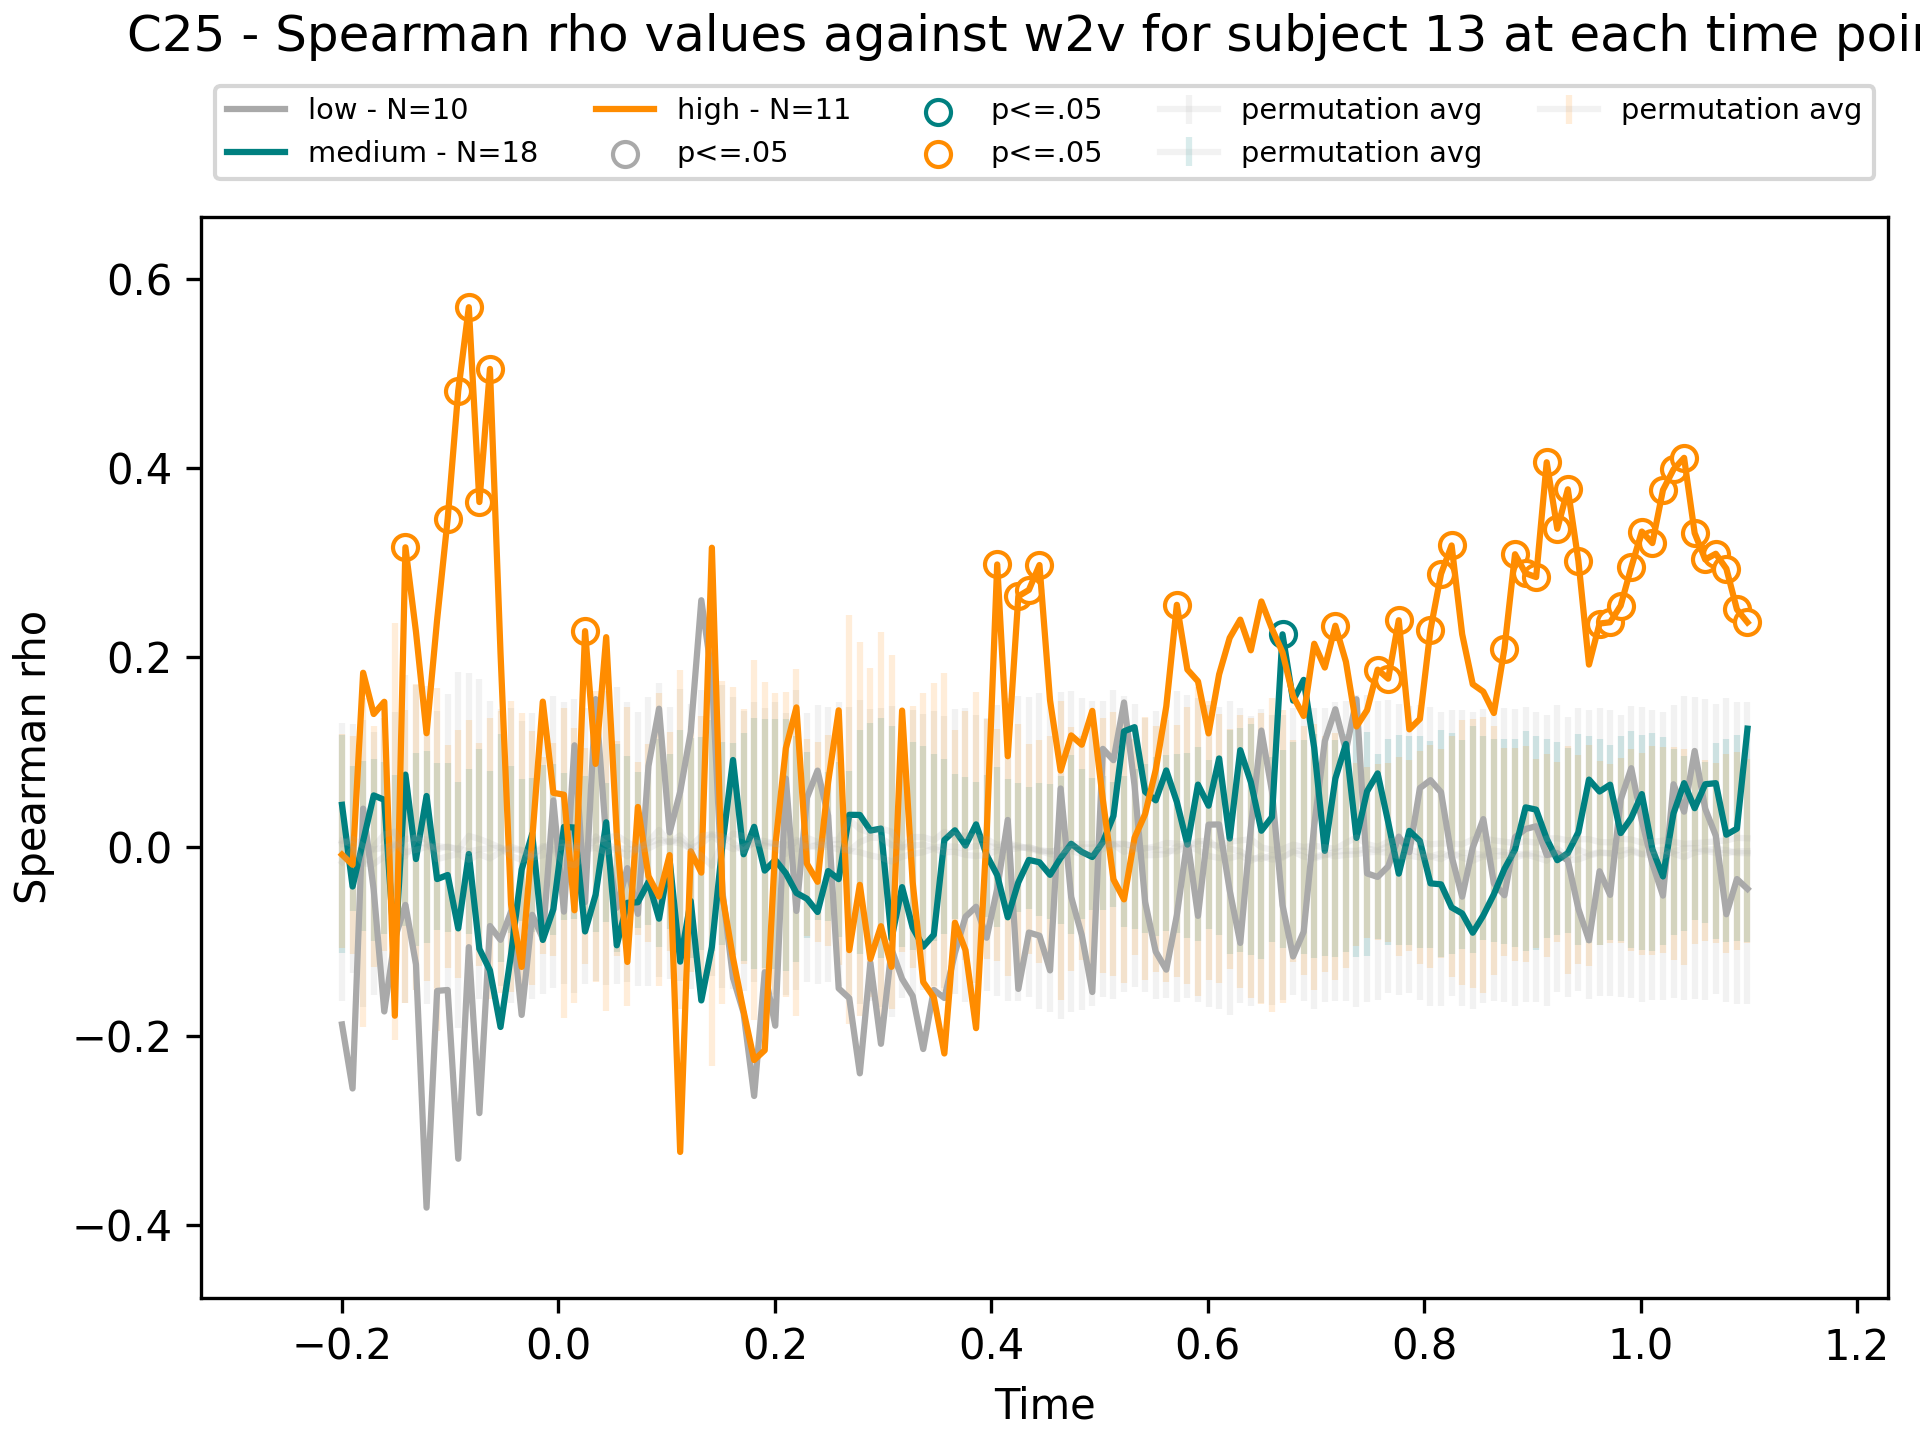 C25 - Spearman rho values against w2v for subject 13 at each time poi
low - N=10
medium - N=18
high - N=11
p<=.05
p<=.05
p<=.05
permutation avg
permutation avg
permutation avg
Spearman rho
0.6
0.4
0.2
0.0
−0.2
−0.4
−0.2 0.0 0.2 0.4 0.6 0.8 1.0 1.2
Time